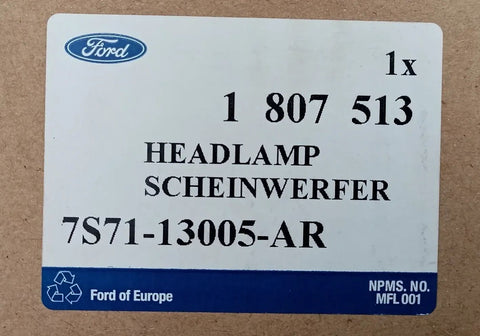 Ford
1x
1 807 513
HEADLAMP
SCHEINWERFER
7S71-13005-AR
Ford of Europe
NPMS. NO.
MFL 001